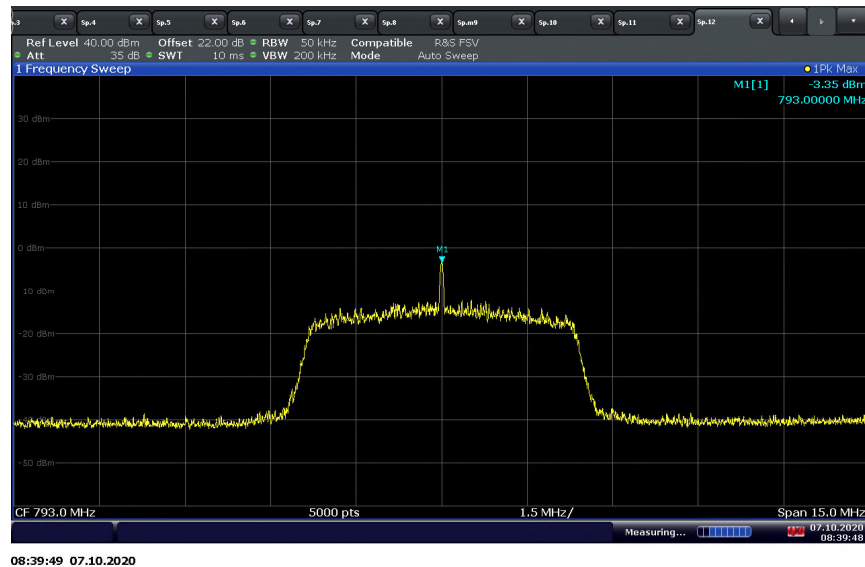 .3 X Sp.4 X Sp.5 X Sp.6 X Sp.7 X Sp.8 X Sp.m9 X Sp.10 X Sp.11 X Sp.12 X
Ref Level 40.00 dBm Offset 22.00 dB RBW 50 kHz Compatible R&S FSV
Att 35 dB SWT 10 ms VBW 200 kHz Mode Auto Sweep
1 Frequency Sweep 1Pk Max
M1[1] -3.35 dBm
793.00000 MHz
30 dBm
20 dBm
10 dBm
0 dBm
M1
10 dBm
-20 dBm
-30 dBm
-50 dBm
CF 793.0 MHz 5000 pts 1.5 MHz/ Span 15.0 MHz
Measuring... 07.10.2020
08:39:48
08:39:49 07.10.2020